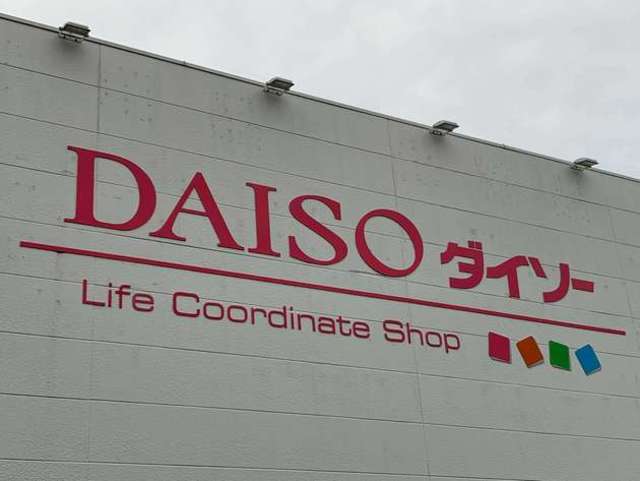 DAISO ダイソー
Life Coordinate Shop